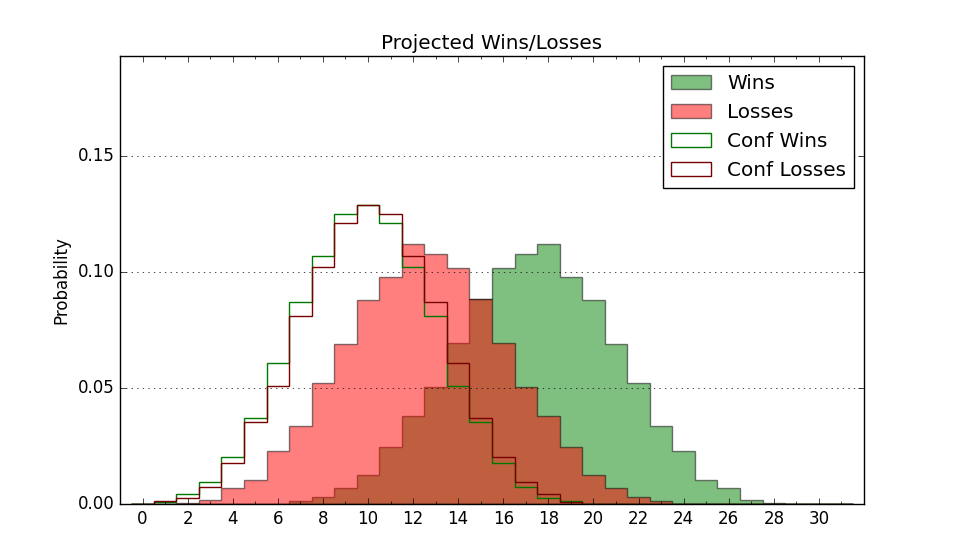 Projected Wins/Losses
Wins
Losses
Conf Wins
Conf Losses
Probability
0.15
0.10
0.05
0.00
0 2 4 6 8 10 12 14 16 18 20 22 24 26 28 30